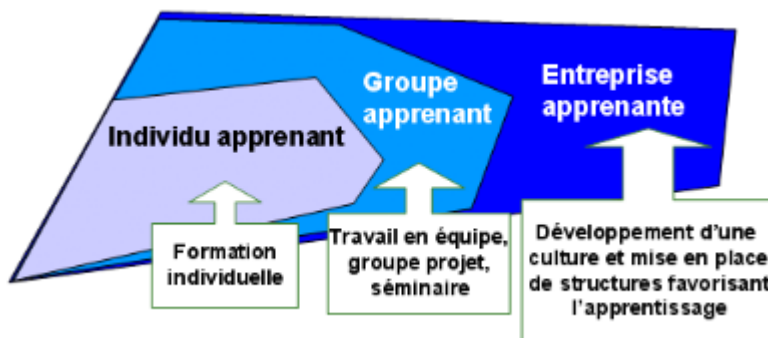 Individu apprenant
Groupe
apprenant
Entreprise
apprenante
Formation
individuelle
Travail en équipe,
groupe projet,
séminaire
Développement d'une
culture et mise en place
de structures favorisant
l'apprentissage